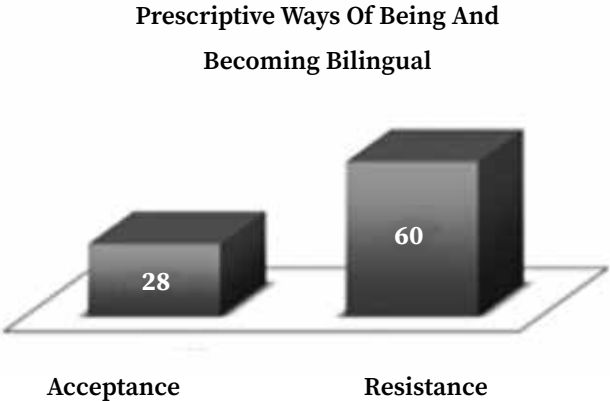 Prescriptive Ways Of Being And
Becoming Bilingual
60
28
Acceptance Resistance